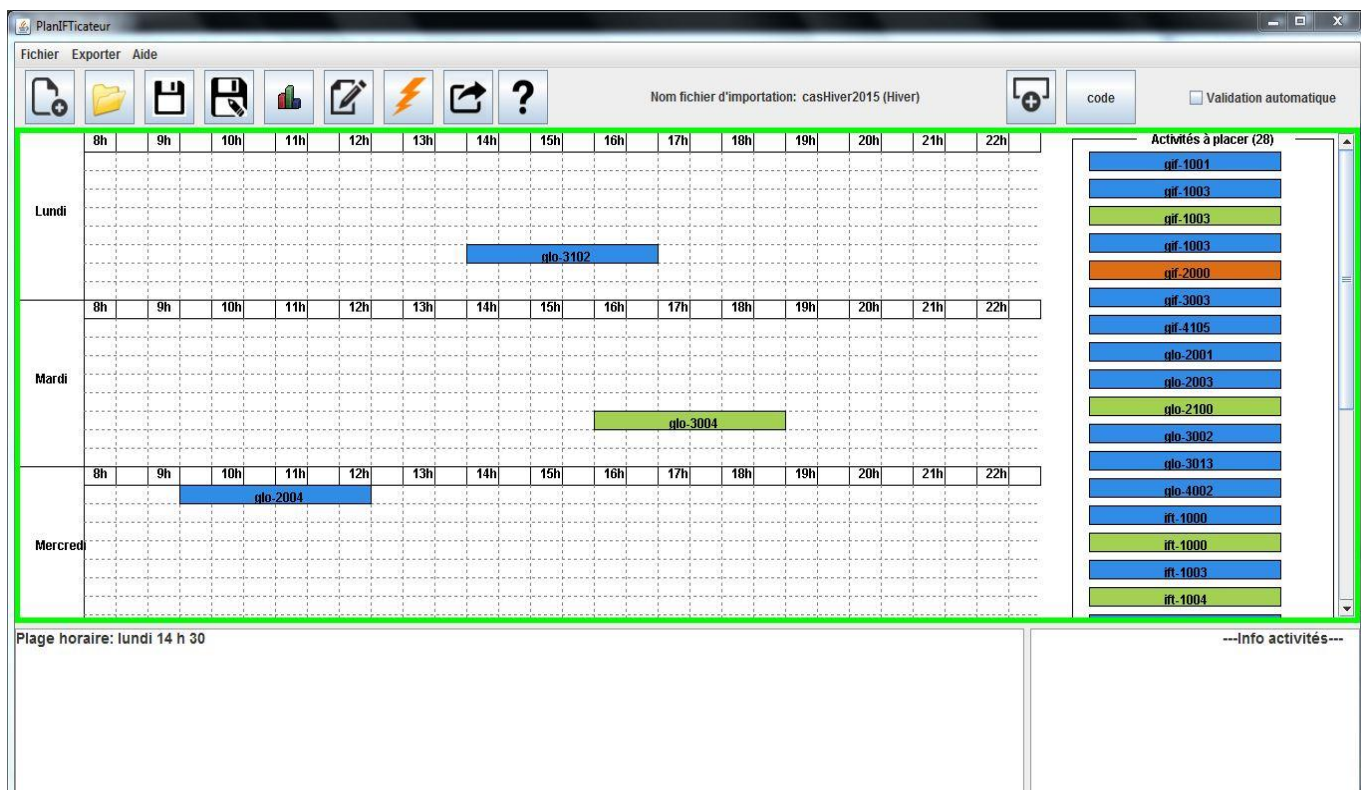 PlanIFTicateur
Fichier Exporter Aide
Nom fichier d'importation: casHiver2015 (Hiver)
code
Validation automatique
8h 9h 10h 11h 12h 13h 14h 15h 16h 17h 18h 19h 20h 21h 22h
Lundi
glo-3102
8h 9h 10h 11h 12h 13h 14h 15h 16h 17h 18h 19h 20h 21h 22h
Mardi
glo-3004
8h 9h 10h 11h 12h 13h 14h 15h 16h 17h 18h 19h 20h 21h 22h
glo-2004
Mercredi
Activités à placer (28)
gif-1001
gif-1003
gif-1003
gif-1003
gif-2000
gif-3003
gif-4105
glo-2001
glo-2003
glo-2100
glo-3002
glo-3013
glo-4002
ift-1000
ift-1000
ift-1003
ift-1004
Plage horaire: lundi 14 h 30
---Info activités---